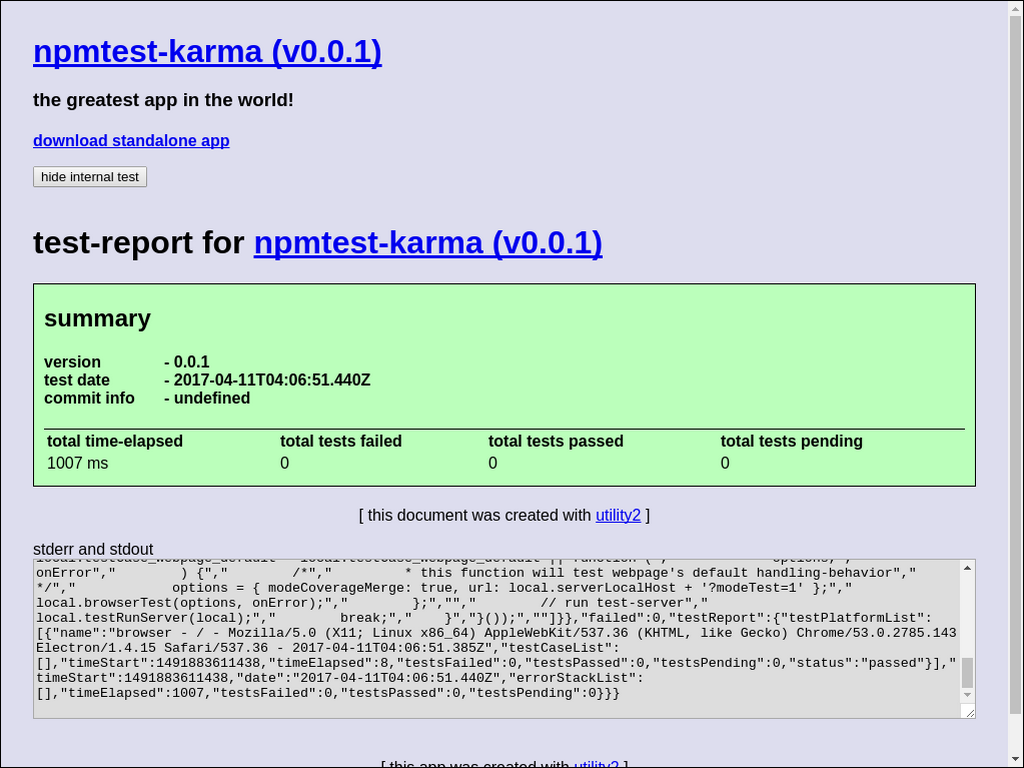 npmtest-karma (v0.0.1)
the greatest app in the world!
download standalone app
hide internal test
test-report for npmtest-karma (v0.0.1)
summary
version - 0.0.1
test date - 2017-04-11T04:06:51.440Z
commit info - undefined
total time-elapsed total tests failed total tests passed total tests pending
1007 ms 0 0 0
[ this document was created with utility2 ]
stderr and stdout
onError","        ) {","        /*","         * this function will test webpage's default handling-behavior","
*/","            options = { modeCoverageMerge: true, url: local.serverLocalHost + '?modeTest=1' };","
local.browserTest(options, onError);","        };","","        // run test-server","
local.testRunServer(local);","        break;","    }","}());",""]}},"failed":0,"testReport":{"testPlatformList":
[{"name":"browser - / - Mozilla/5.0 (X11; Linux x86_64) AppleWebKit/537.36 (KHTML, like Gecko) Chrome/53.0.2785.143
Electron/1.4.15 Safari/537.36 - 2017-04-11T04:06:51.385Z","testCaseList":
[],"timeStart":1491883611438,"timeElapsed":8,"testsFailed":0,"testsPassed":0,"testsPending":0,"status":"passed"}],"
timeStart":1491883611438,"date":"2017-04-11T04:06:51.440Z","errorStackList":
[],"timeElapsed":1007,"testsFailed":0,"testsPassed":0,"testsPending":0}}}
[ this app was created with utility2 ]